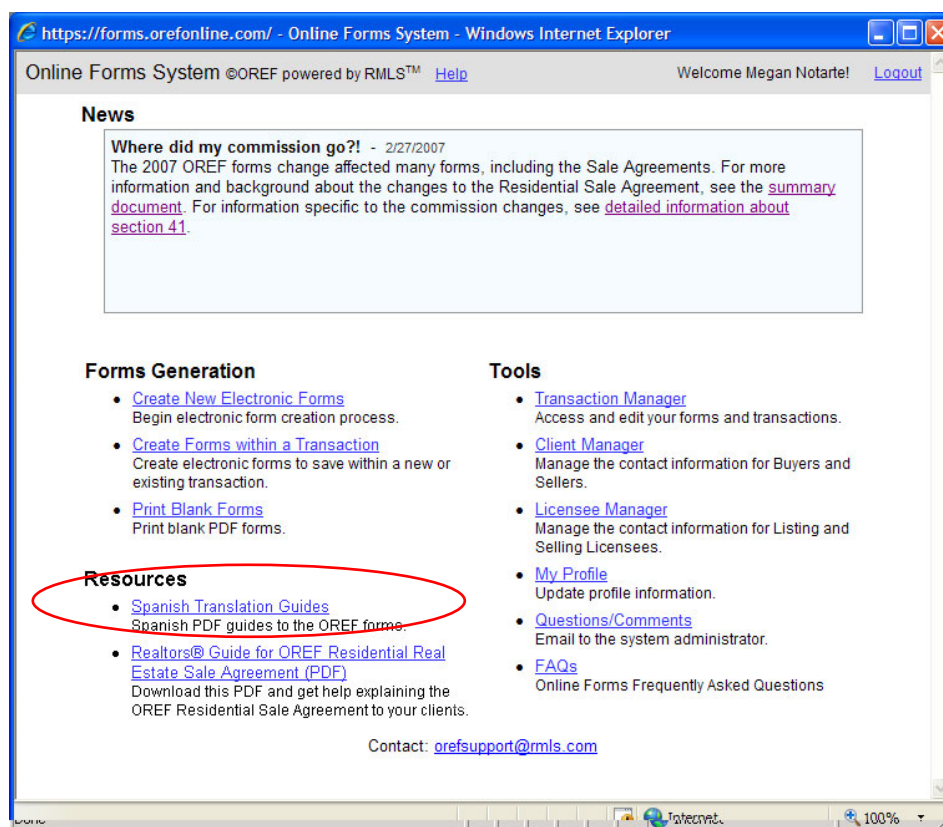 https://forms.orefonline.com/ - Online Forms System - Windows Internet Explorer
Online Forms System ©OREF powered by RMLS™ Help Welcome Megan Notarte! Logout
News
Where did my commission go?! - 2/27/2007
The 2007 OREF forms change affected many forms, including the Sale Agreements. For more
information and background about the changes to the Residential Sale Agreement, see the summary
document. For information specific to the commission changes, see detailed information about
section 41.
Forms Generation
• Create New Electronic Forms
Begin electronic form creation process.
• Create Forms within a Transaction
Create electronic forms to save within a new or
existing transaction.
• Print Blank Forms
Print blank PDF forms.
Resources
• Spanish Translation Guides
Spanish PDF guides to the OREF forms.
• Realtors® Guide for OREF Residential Real
Estate Sale Agreement (PDF)
Download this PDF and get help explaining the
OREF Residential Sale Agreement to your clients.
Tools
• Transaction Manager
Access and edit your forms and transactions.
• Client Manager
Manage the contact information for Buyers and
Sellers.
• Licensee Manager
Manage the contact information for Listing and
Selling Licensees.
• My Profile
Update profile information.
• Questions/Comments
Email to the system administrator.
• FAQs
Online Forms Frequently Asked Questions
Contact: orefsupport@rmls.com
Done Internet 100%